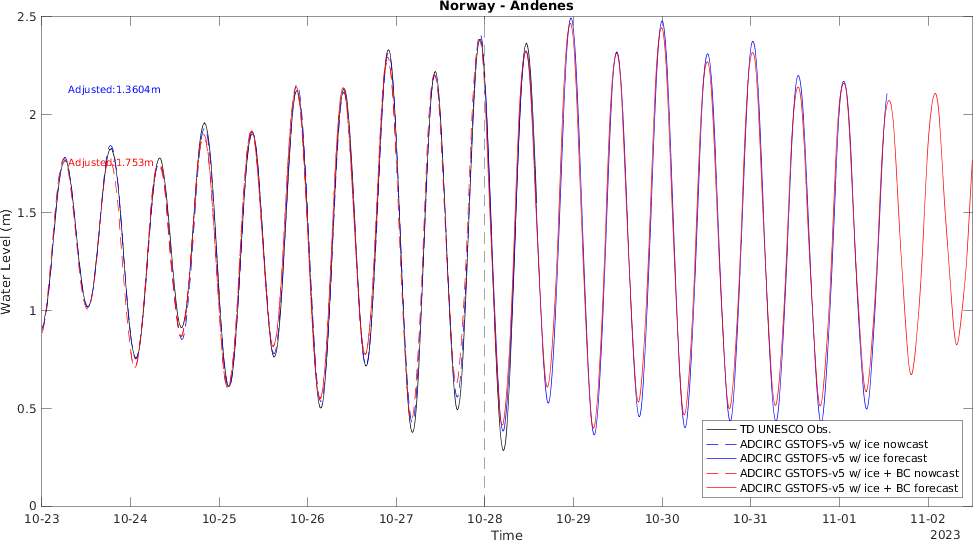 Norway - Andenes
2.5
2
1.5
1
0.5
0
Water Level (m)
Adjusted:1.3604m
Adjusted:1.753m
TD UNESCO Obs.
ADCIRC GSTOFS-v5 w/ ice nowcast
ADCIRC GSTOFS-v5 w/ ice forecast
ADCIRC GSTOFS-v5 w/ ice + BC nowcast
ADCIRC GSTOFS-v5 w/ ice + BC forecast
10-23 10-24 10-25 10-26 10-27 10-28 10-29 10-30 10-31 11-01 11-02
2023
Time